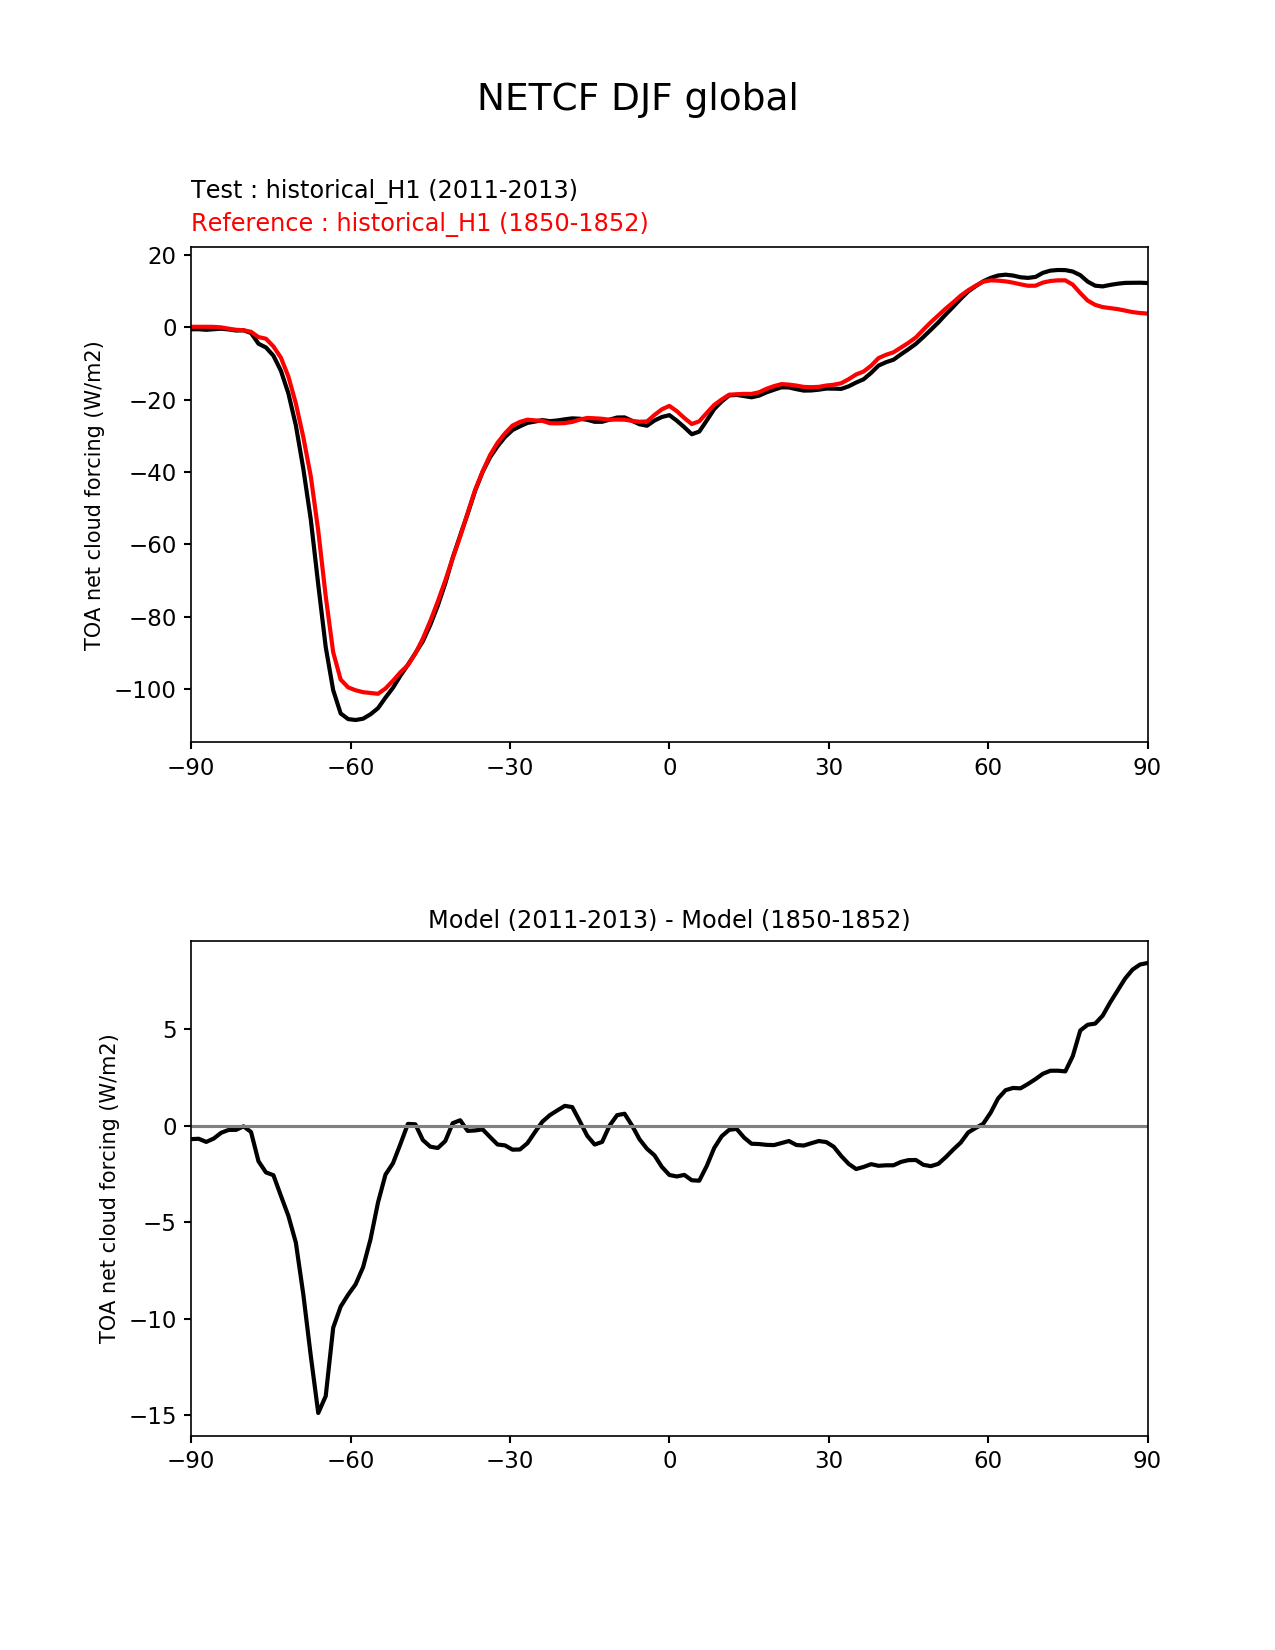 NETCF DJF global
Test : historical_H1 (2011-2013)
Reference : historical_H1 (1850-1852)
TOA net cloud forcing (W/m2)
20
0
−20
−40
−60
−80
−100
−90 −60 −30 0 30 60 90
Model (2011-2013) - Model (1850-1852)
TOA net cloud forcing (W/m2)
5
0
−5
−10
−15
−90 −60 −30 0 30 60 90